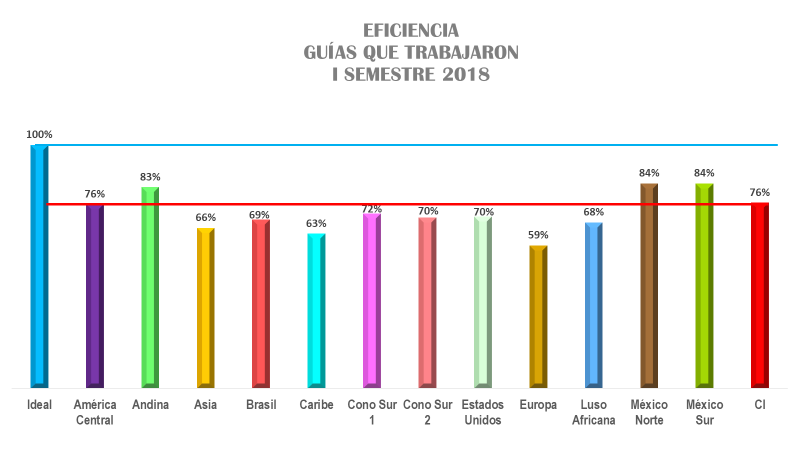 EFICIENCIA
GUÍAS QUE TRABAJARON
I SEMESTRE 2018
100%
76%
83%
66%
69%
63%
72%
70%
70%
59%
68%
84%
84%
76%
Ideal
América
Central
Andina
Asia
Brasil
Caribe
Cono Sur
1
Cono Sur
2
Estados
Unidos
Europa
Luso
Africana
México
Norte
México
Sur
CI